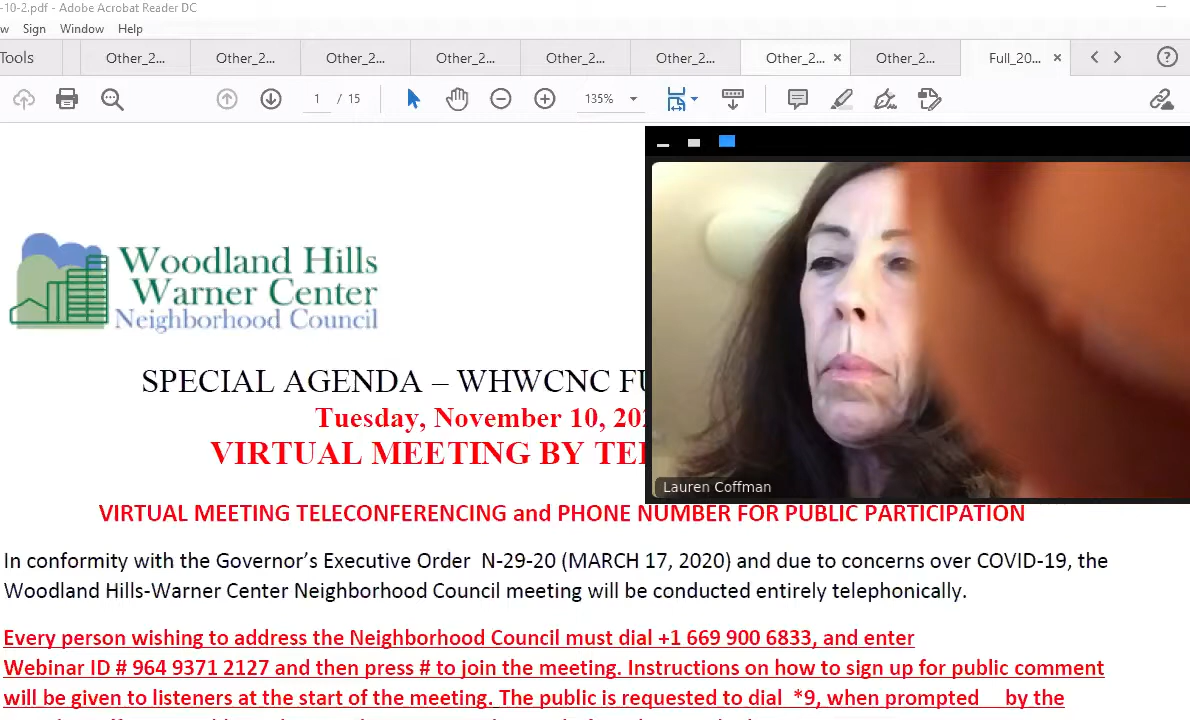 -10-2.pdf - Adobe Acrobat Reader DC
w Sign Window Help
Tools Other_2... Other_2... Other_2... Other_2... Other_2... Other_2... Other_2... Other_2... Full_20...
1 / 15 135%
Woodland Hills
Warner Center
Neighborhood Council
SPECIAL AGENDA – WHWCNC FU
Tuesday, November 10, 202
VIRTUAL MEETING BY TEL
Lauren Coffman
VIRTUAL MEETING TELECONFERENCING and PHONE NUMBER FOR PUBLIC PARTICIPATION
In conformity with the Governor’s Executive Order N-29-20 (MARCH 17, 2020) and due to concerns over COVID-19, the
Woodland Hills-Warner Center Neighborhood Council meeting will be conducted entirely telephonically.
Every person wishing to address the Neighborhood Council must dial +1 669 900 6833, and enter
Webinar ID # 964 9371 2127 and then press # to join the meeting. Instructions on how to sign up for public comment
will be given to listeners at the start of the meeting. The public is requested to dial *9, when prompted by the